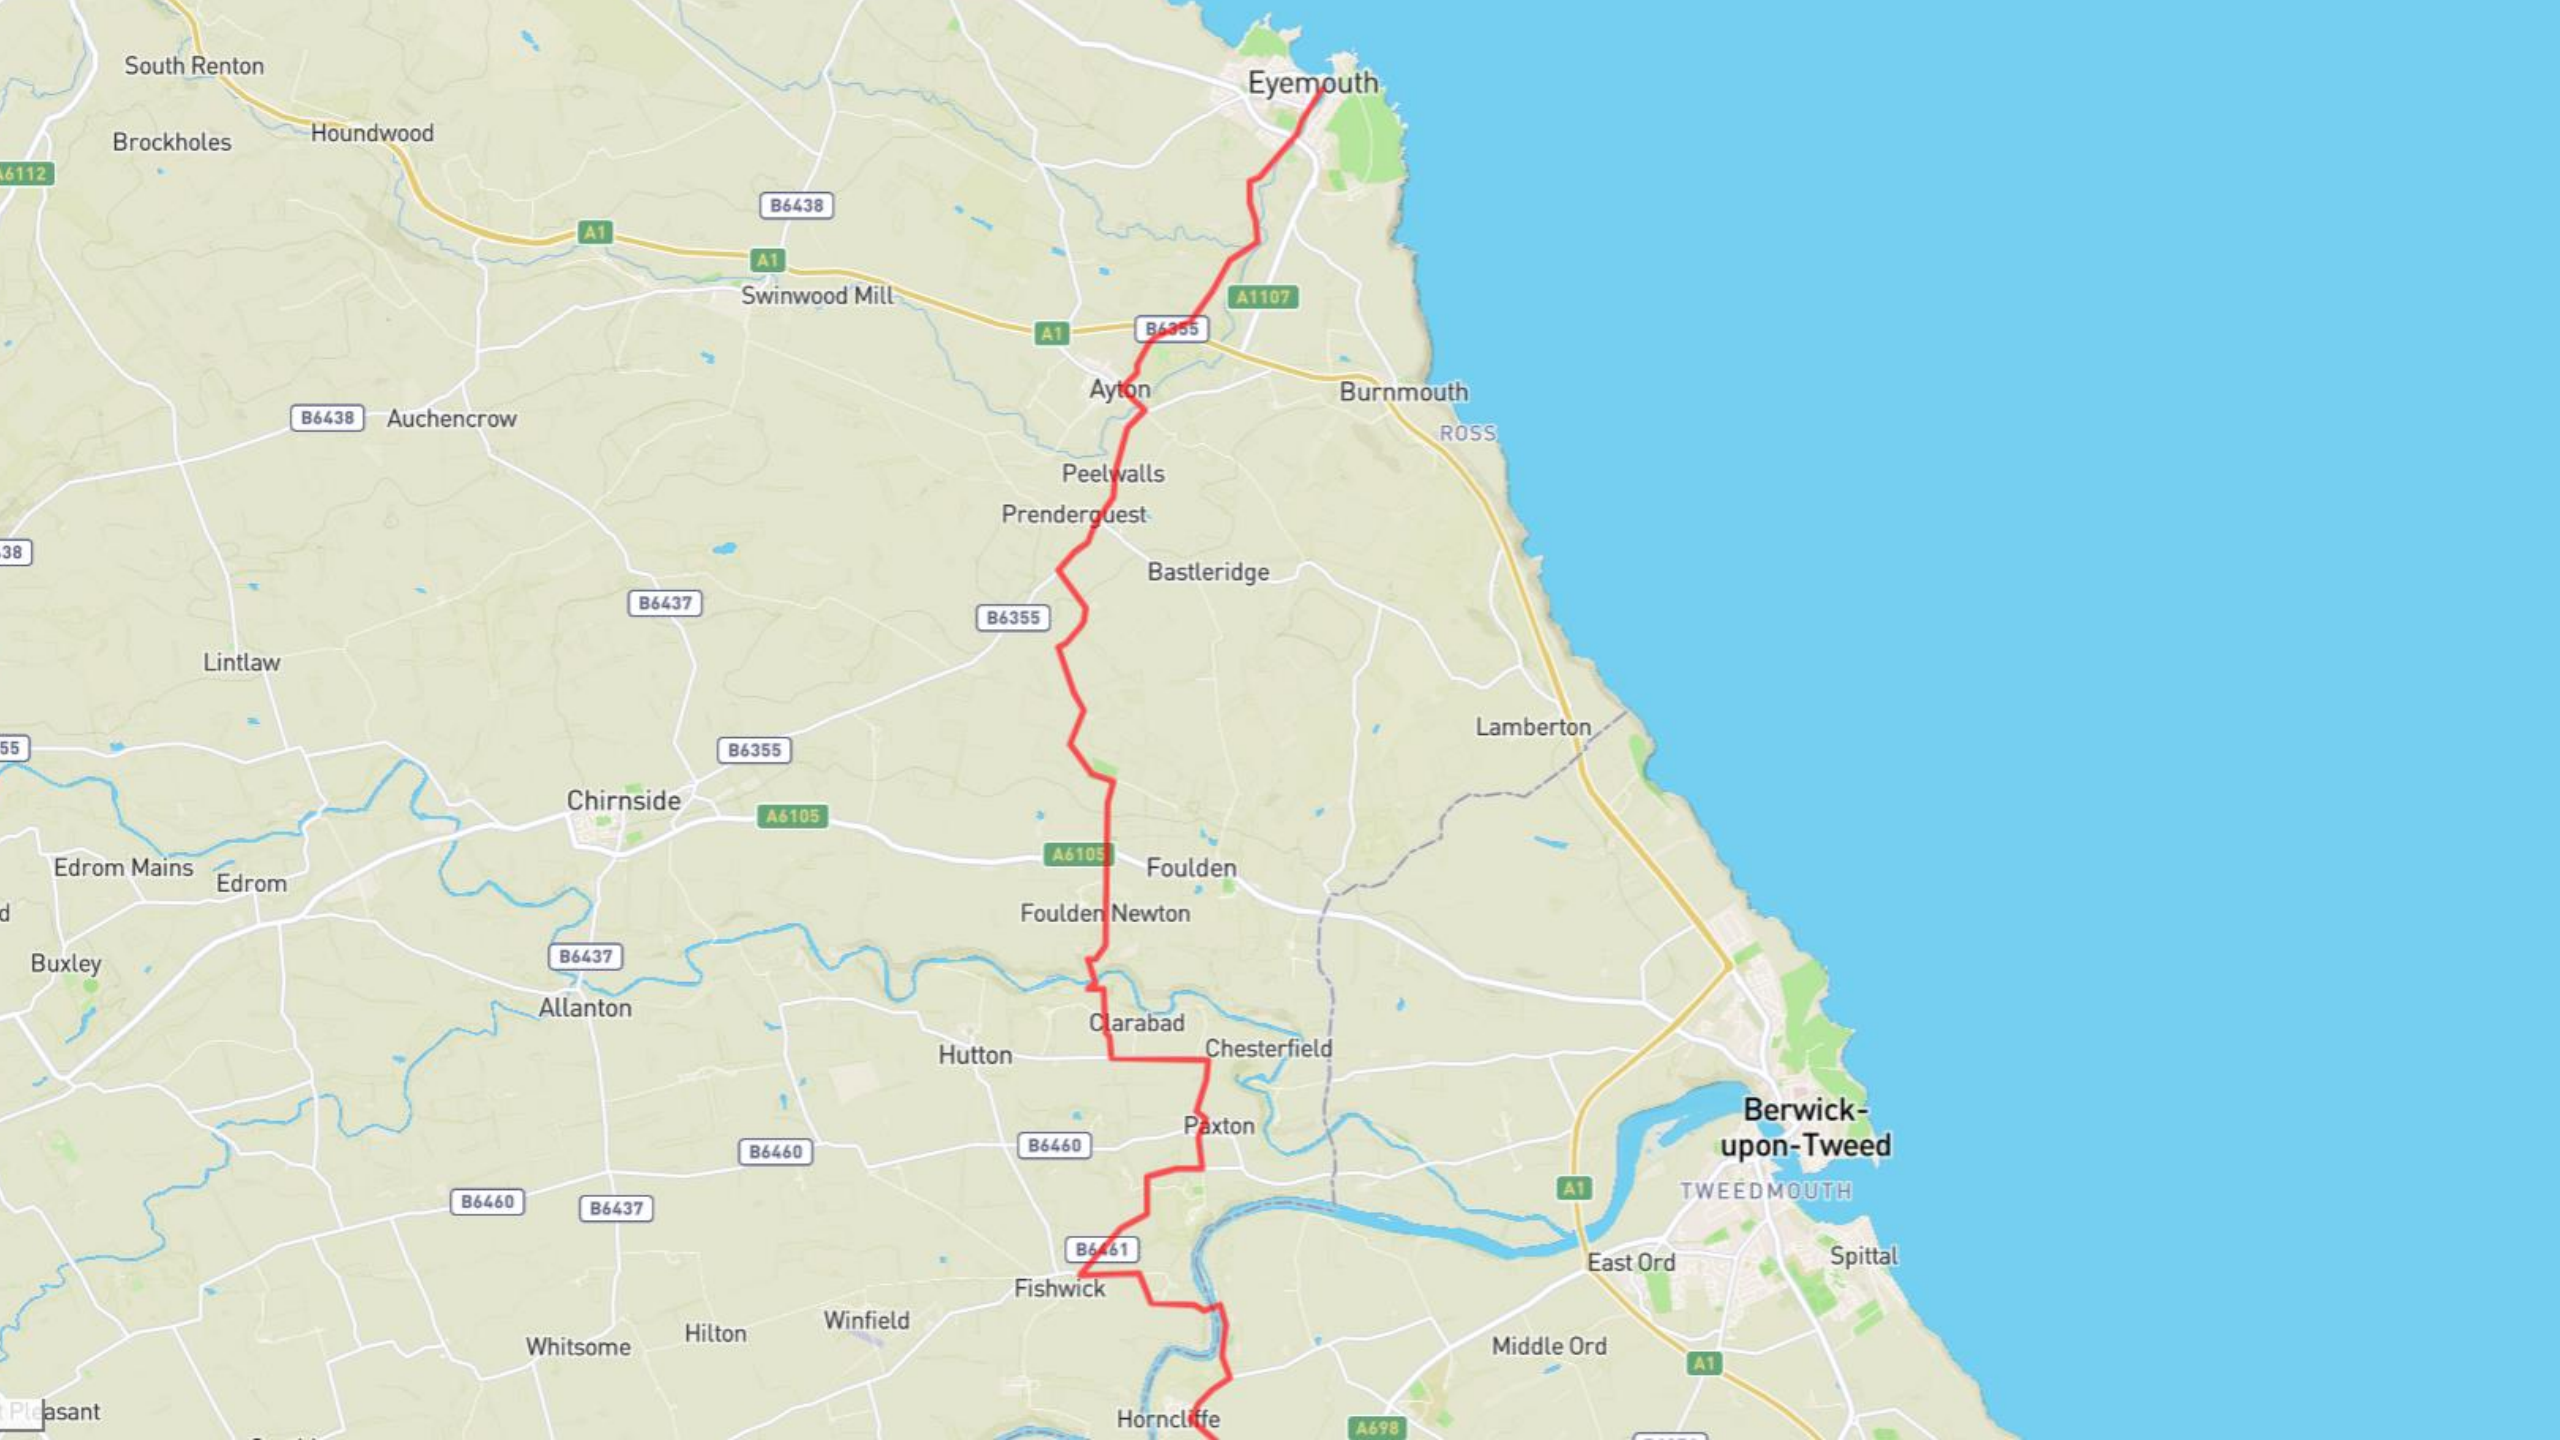 Eyemouth
South Renton
Houndwood
Brockholes
A6112
B6438
A1
A1
Swinwood Mill
A1107
A1
B6355
Ayton
Burnmouth
B6438
Auchencrow
ROSS
Peelwalls
Prenderguest
38
Bastleridge
B6437
B6355
Lintlaw
Lamberton
55
B6355
Chirnside
A6105
A6105
Foulden
Edrom Mains
Edrom
d
Foulden Newton
Buxley
B6437
Allanton
Clarabad
Hutton
Chesterfield
Berwick-
upon-Tweed
Paxton
B6460
B6460
A1
TWEEDMOUTH
B6460
B6437
B6461
Spittal
East Ord
Fishwick
Winfield
Hilton
Whitsome
Middle Ord
A1
t Pleasant
Horncliffe
A698